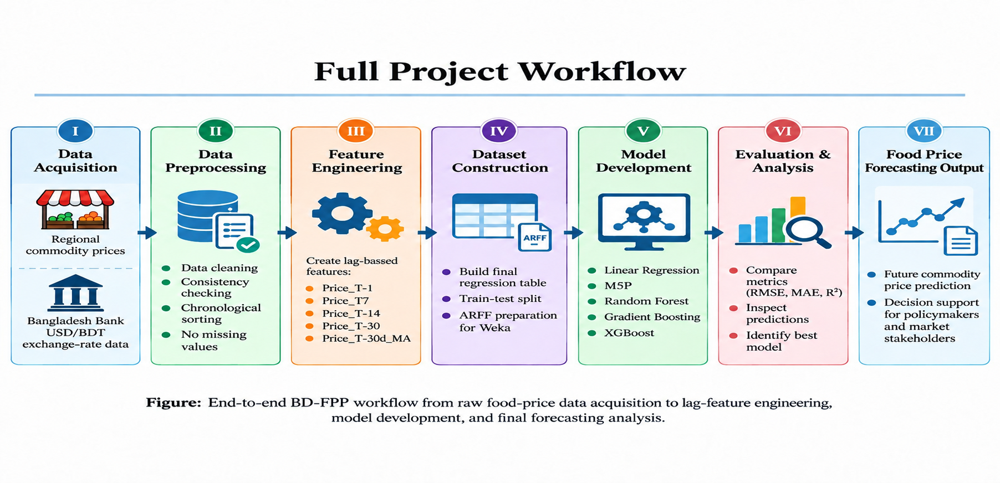 Full Project Workflow
I
Data
Acquisition
Regional
commodity prices
Bangladesh Bank
USD/BDT
exchange-rate data
II
Data
Preprocessing
Data cleaning
Consistency
checking
Chronological
sorting
No missing
values
III
Feature
Engineering
Create lag-bassed
features:
Price_T-1
Price_T7
Price_T-14
Price_T-30
Price_T-30d_MA
IV
Dataset
Construction
ARFF
Build final
regression table
Train-test split
ARFF preparation
for Weka
V
Model
Development
Linear Regression
M5P
Random Forest
Gradient Boosting
XGBoost
VI
Evaluation &
Analysis
Compare
metrics
(RMSE, MAE, R²)
Inspect
predictions
Identify best
model
VII
Food Price
Forecasting Output
Future commodity
price prediction
Decision support
for policymakers
and market
stakeholders
Figure: End-to-end BD-FPP workflow from raw food-price data acquisition to lag-feature engineering,
model development, and final forecasting analysis.